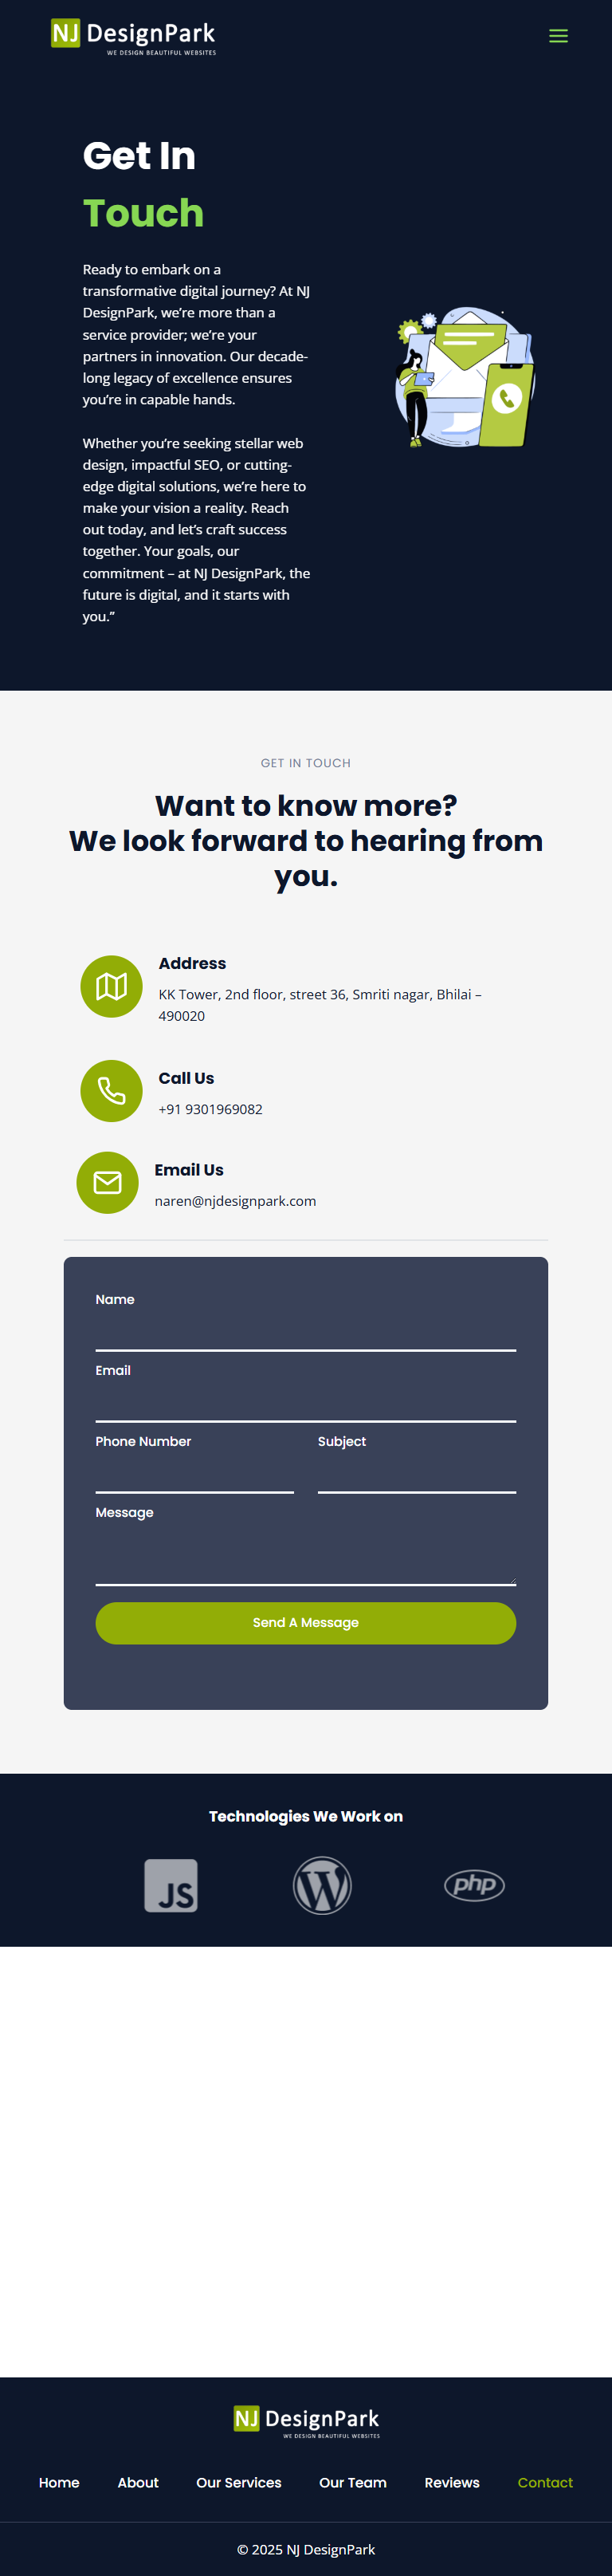 NJ DesignPark
WE DESIGN BEAUTIFUL WEBSITES
Get In
Touch
Ready to embark on a
transformative digital journey? At NJ
DesignPark, we’re more than a
service provider; we’re your
partners in innovation. Our decade-
long legacy of excellence ensures
you’re in capable hands.
Whether you’re seeking stellar web
design, impactful SEO, or cutting-
edge digital solutions, we’re here to
make your vision a reality. Reach
out today, and let’s craft success
together. Your goals, our
commitment – at NJ DesignPark, the
future is digital, and it starts with
you.”
GET IN TOUCH
Want to know more?
We look forward to hearing from
you.
Address
KK Tower, 2nd floor, street 36, Smriti nagar, Bhilai –
490020
Call Us
+91 9301969082
Email Us
naren@njdesignpark.com
Name
Email
Phone Number Subject
Message
Send A Message
Technologies We Work on
JS W php
NJ DesignPark
WE DESIGN BEAUTIFUL WEBSITES
Home About Our Services Our Team Reviews Contact
© 2025 NJ DesignPark